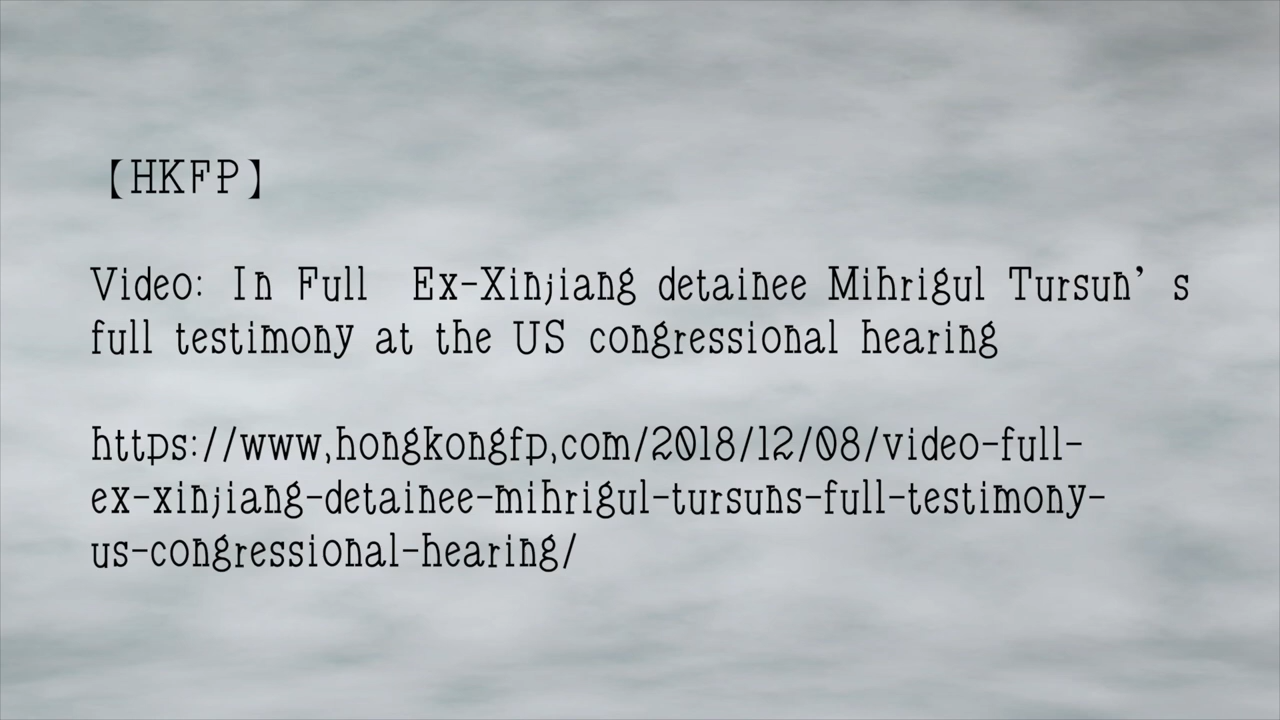 【HKFP】
Video: In Full  Ex-Xinjiang detainee Mihrigul Tursun’s
full testimony at the US congressional hearing
https://www,hongkongfp,com/2018/12/08/video-full-
ex-xinjiang-detainee-mihrigul-tursuns-full-testimony-
us-congressional-hearing/